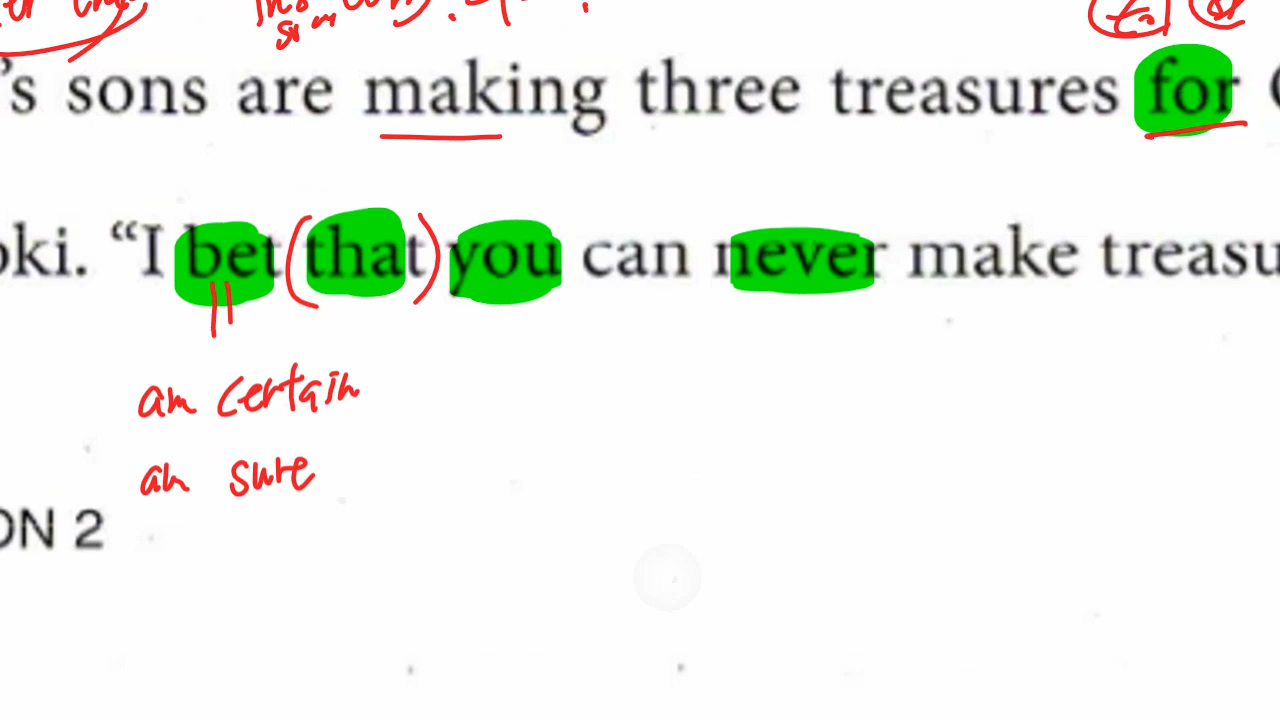 's sons are making three treasures for
oki. “I bet (that) you can never make treasu
am certain
am sure
ON 2